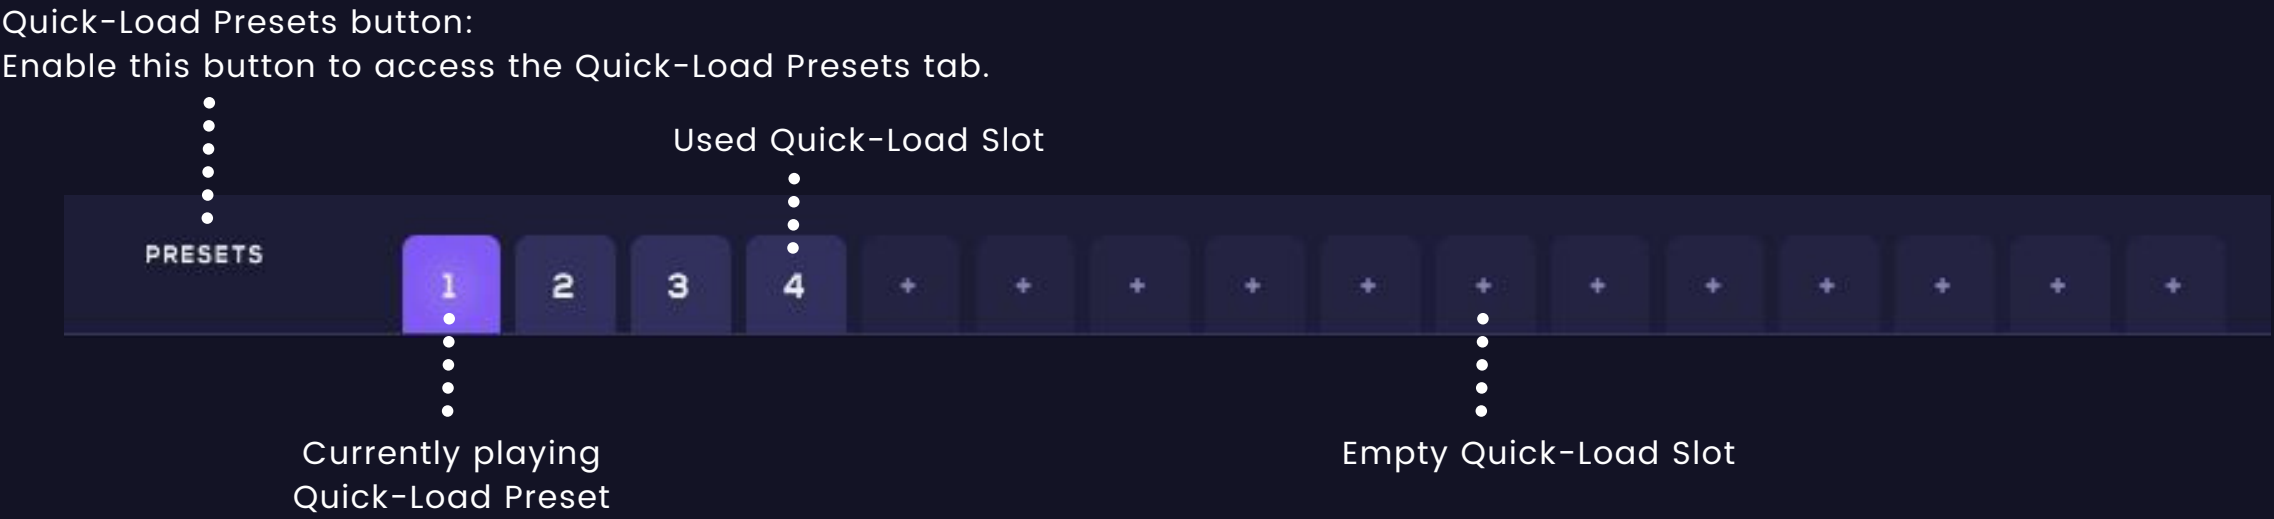 Quick-Load Presets button:
Enable this button to access the Quick-Load Presets tab.
Used Quick-Load Slot
PRESETS 1 2 3 4 + + + + + + + + + + + +
Currently playing
Quick-Load Preset
Empty Quick-Load Slot